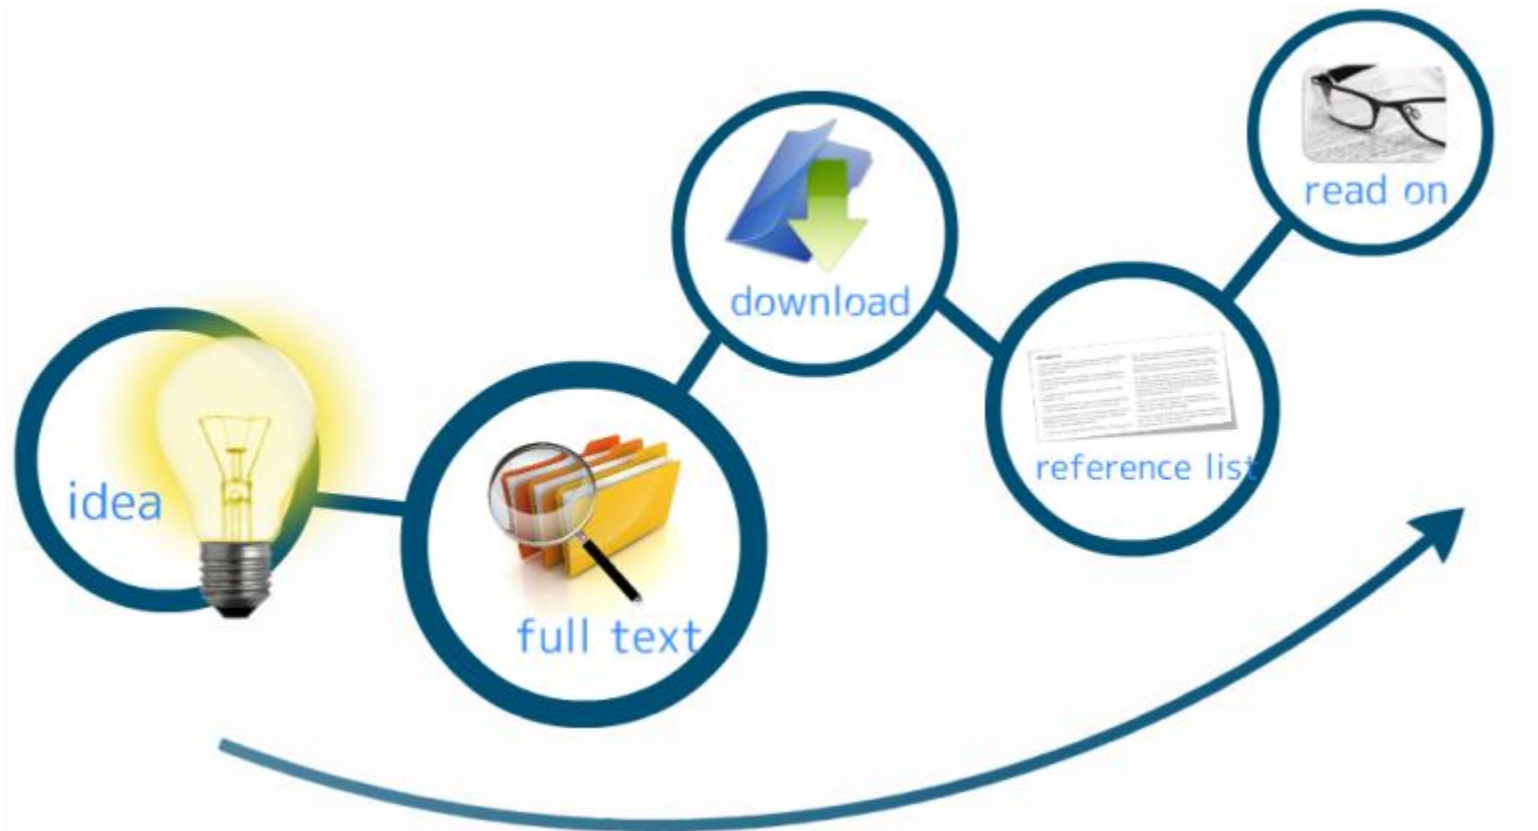 idea
full text
download
reference list
read on